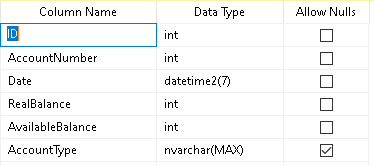 Column Name Data Type Allow Nulls
ID int
AccountNumber int
Date datetime2(7)
RealBalance int
AvailableBalance int
AccountType nvarchar(MAX)